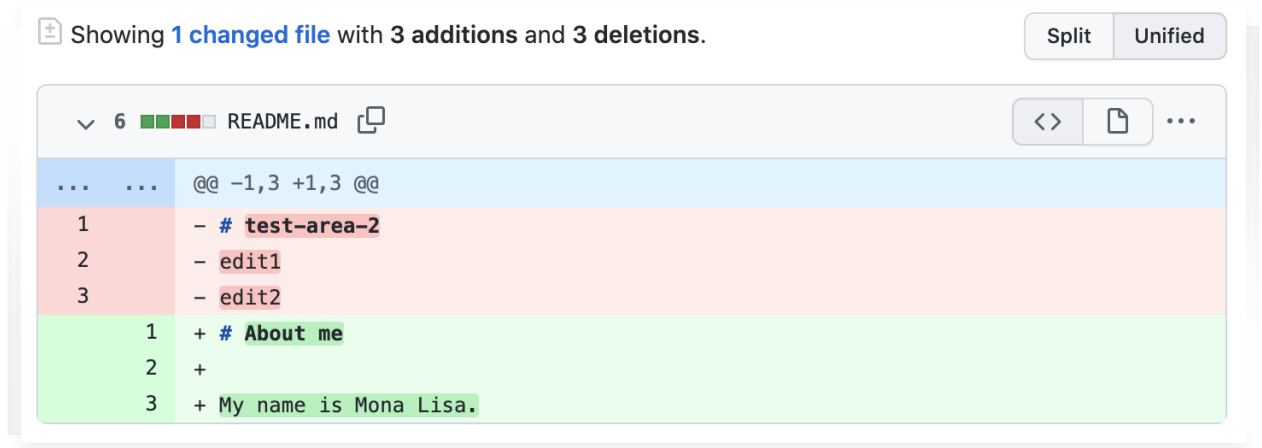 Showing 1 changed file with 3 additions and 3 deletions.
Split Unified
6 README.md
... ... @@ -1,3 +1,3 @@
1 - # test-area-2
2 - edit1
3 - edit2
1 + # About me
2 +
3 + My name is Mona Lisa.